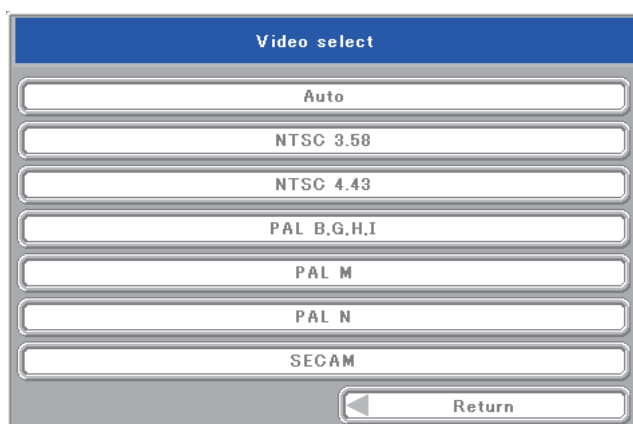 Video select
Auto
NTSC 3.58
NTSC 4.43
PAL B,G,H,I
PAL M
PAL N
SECAM
Return